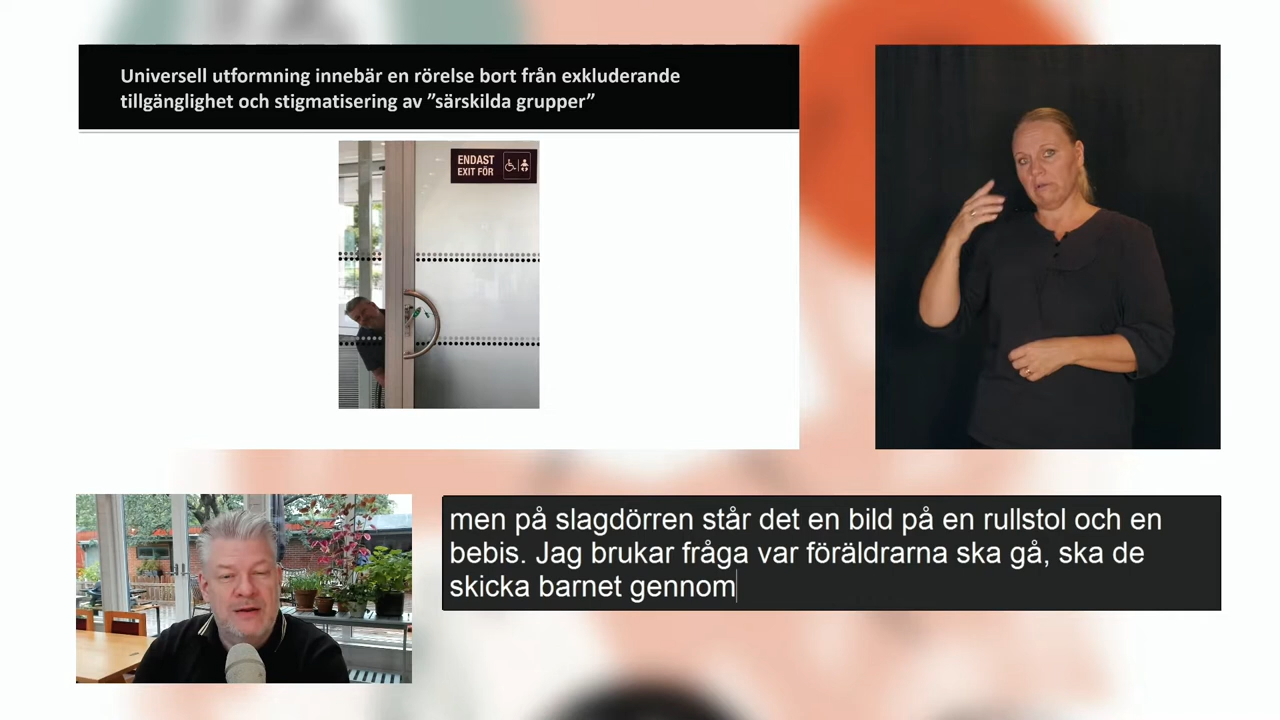 Universell utformning innebär en rörelse bort från exkluderande
tillgänglighet och stigmatisering av ”särskilda grupper”
ENDAST
EXIT FÖR
men på slagdörren står det en bild på en rullstol och en
bebis. Jag brukar fråga var föräldrarna ska gå, ska de
skicka barnet gennom